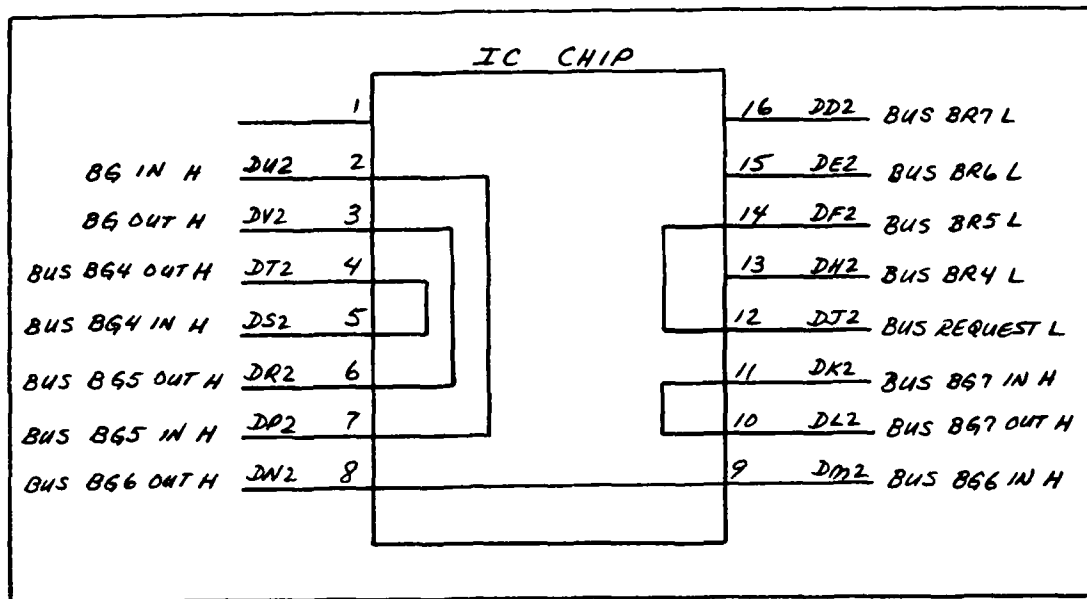 IC CHIP
1
BG IN H DU2 2
BG OUT H DV2 3
BUS BG4 OUT H DT2 4
BUS BG4 IN H DS2 5
BUS BG5 OUT H DR2 6
BUS BG5 IN H DP2 7
BUS BG6 OUT H DN2 8
16 DD2 BUS BR7 L
15 DE2 BUS BR6 L
14 DF2 BUS BR5 L
13 DH2 BUS BR4 L
12 DJ2 BUS REQUEST L
11 DK2 BUS BG7 IN H
10 DL2 BUS BG7 OUT H
9 DM2 BUS BG6 IN H